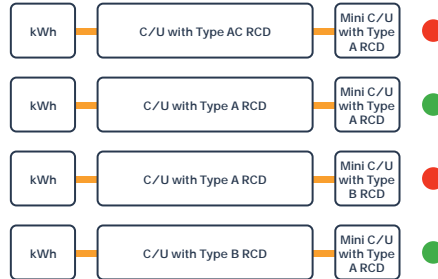 kWh
C/U with Type AC RCD
Mini C/U
with Type
A RCD
kWh
C/U with Type A RCD
Mini C/U
with Type
A RCD
kWh
C/U with Type A RCD
Mini C/U
with Type
B RCD
kWh
C/U with Type B RCD
Mini C/U
with Type
A RCD